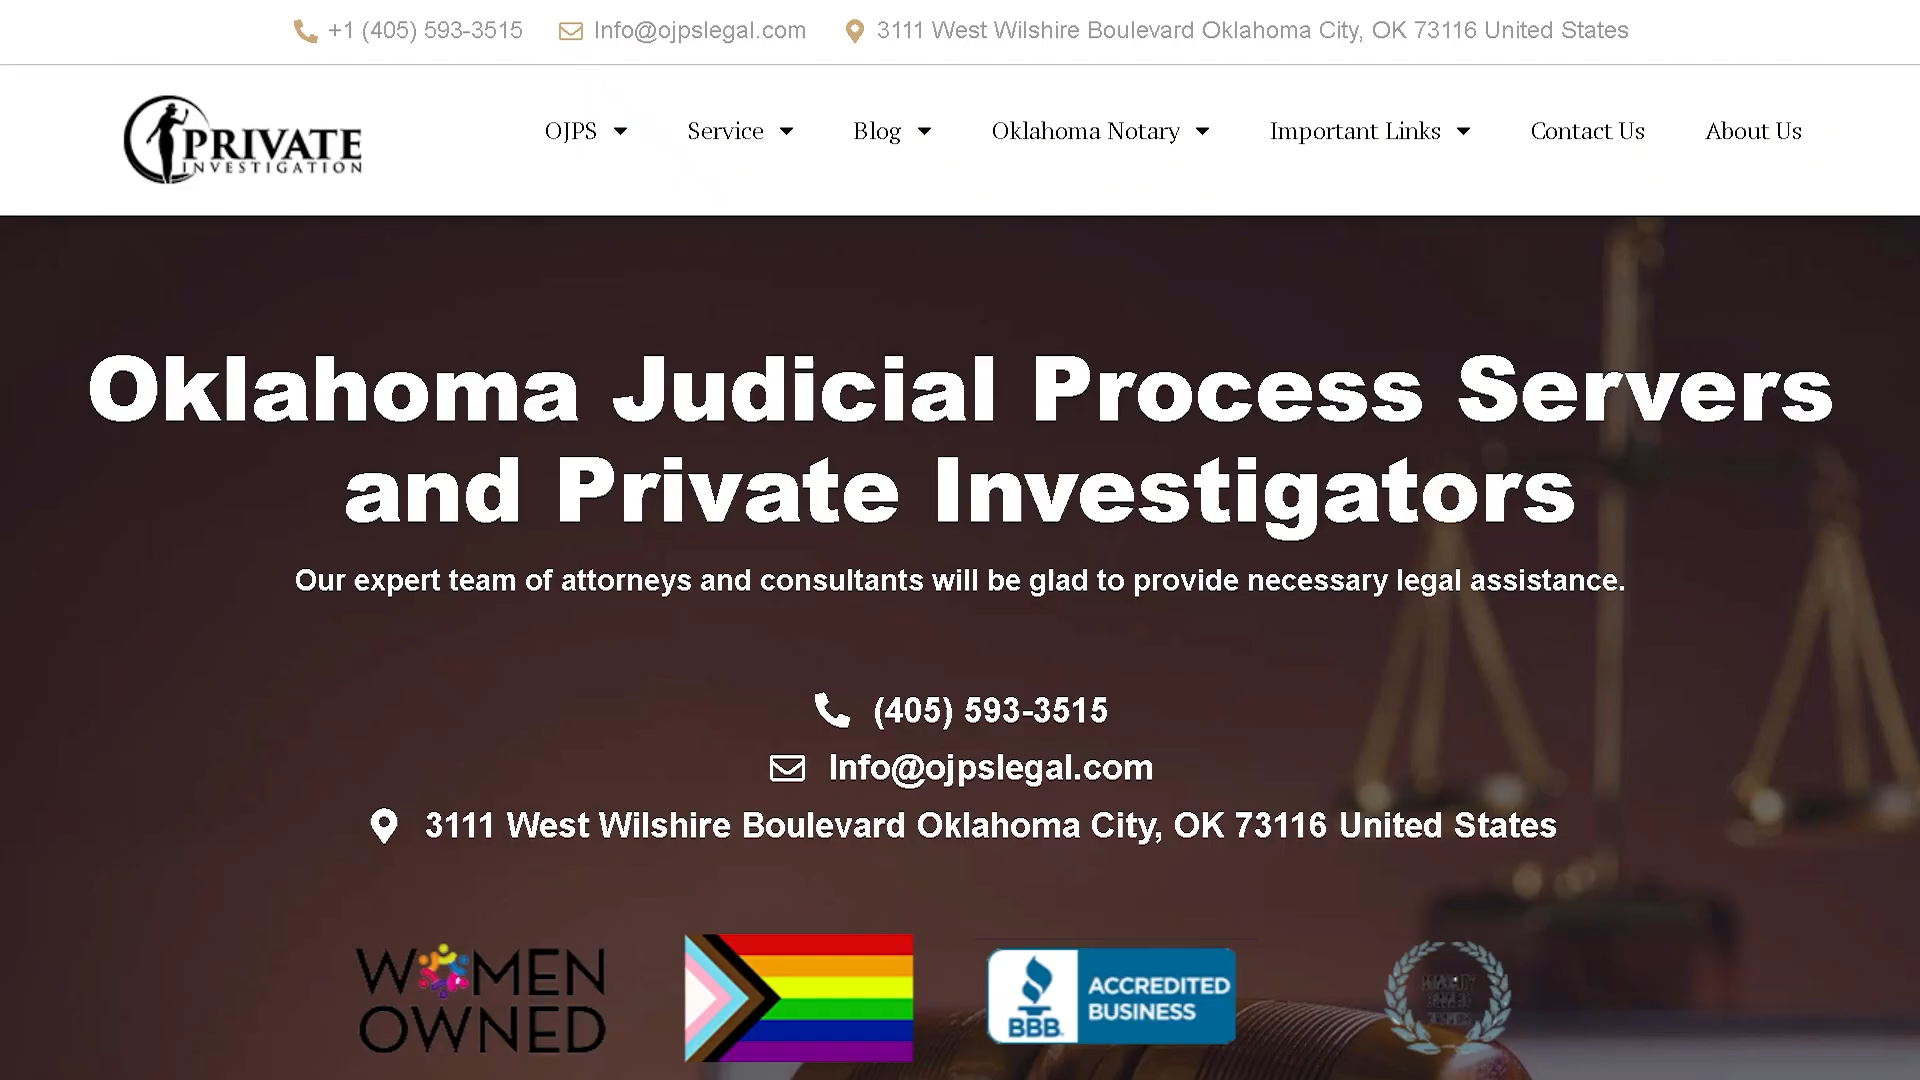 +1 (405) 593-3515 Info@ojpslegal.com 3111 West Wilshire Boulevard Oklahoma City, OK 73116 United States
PRIVATE
INVESTIGATION
OJPS Service Blog Oklahoma Notary Important Links Contact Us About Us
Oklahoma Judicial Process Servers
and Private Investigators
Our expert team of attorneys and consultants will be glad to provide necessary legal assistance.
(405) 593-3515
Info@ojpslegal.com
3111 West Wilshire Boulevard Oklahoma City, OK 73116 United States
WOMEN
OWNED
BBB
ACCREDITED
BUSINESS